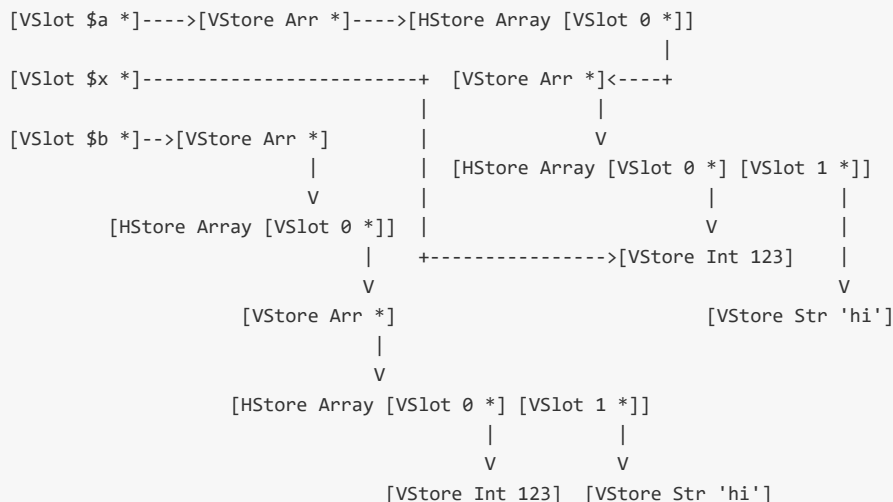 [VSlot $a *]---->[VStore Arr *]---->[HStore Array [VSlot 0 *]]
                                                            |
[VSlot $x *]-------------------------+  [VStore Arr *]<----+
                                     |               |
[VSlot $b *]-->[VStore Arr *]        |               V
                           |         |  [HStore Array [VSlot 0 *] [VSlot 1 *]]
                           V         |                         |           |
         [HStore Array [VSlot 0 *]]  |                         V           |
                                |    +---------------->[VStore Int 123]    |
                                V                                          V
                     [VStore Arr *]                            [VStore Str 'hi']
                                 |
                                 V
                    [HStore Array [VSlot 0 *] [VSlot 1 *]]
                                           |           |
                                           V           V
                                  [VStore Int 123]  [VStore Str 'hi']